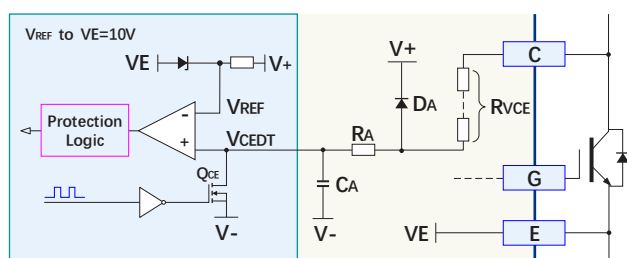 VREF to VE=10V
VE
V+
V+
C
VREF
DA
RVCE
Protection
Logic
-
+
VCEDT
RA
QCE
CA
G
V-
V-
VE
E